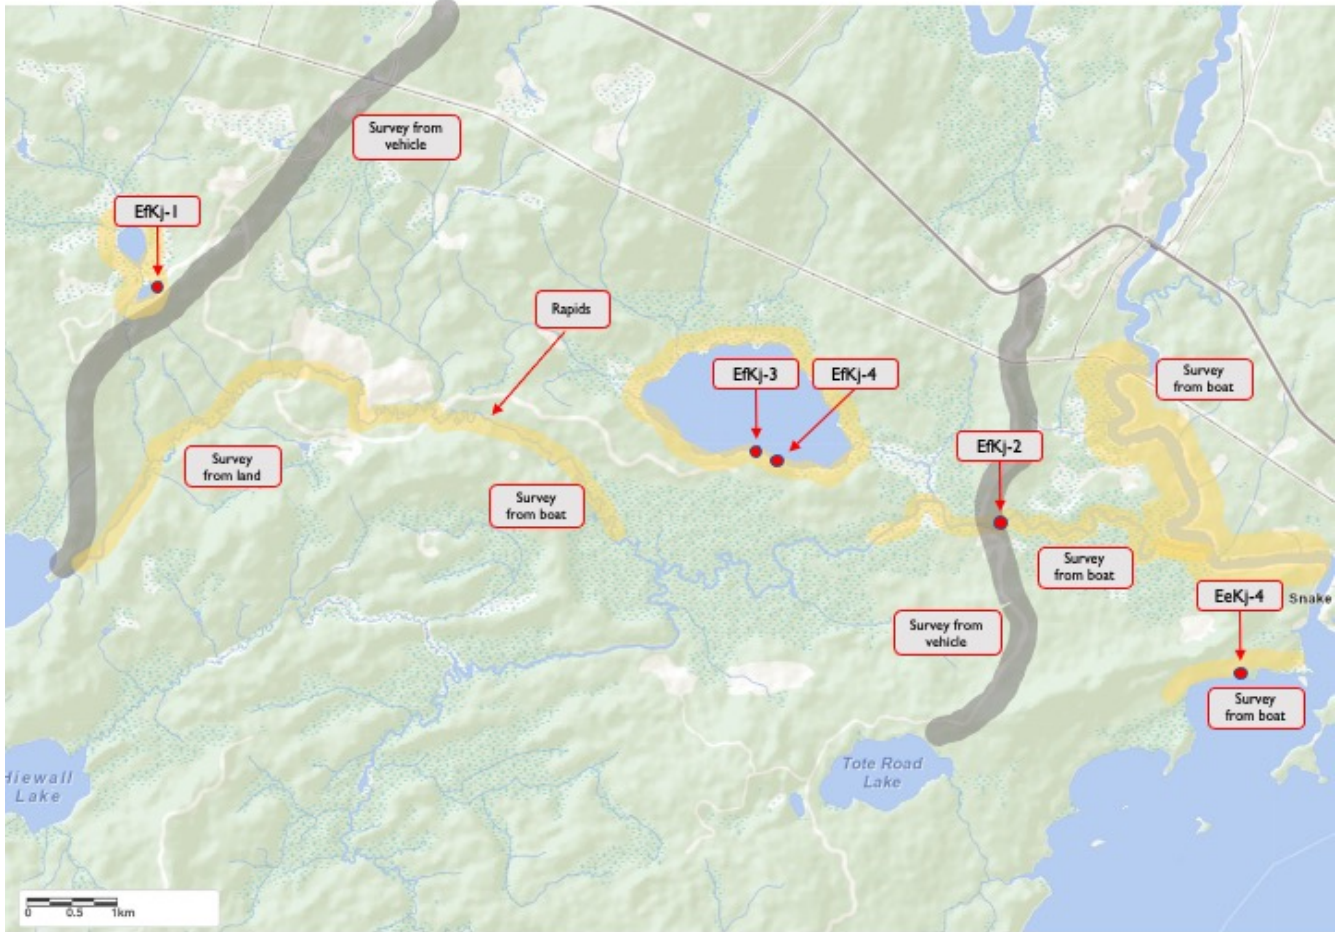 Survey from
vehicle
EfKj-1
Rapids
EfKj-3
EfKj-4
Survey
from boat
Survey
from land
EfKj-2
Survey
from boat
Survey
from boat
EeKj-4
Snake
Survey from
vehicle
Survey
from boat
Hiewall
Lake
Tote Road
Lake
0 0.5 1km